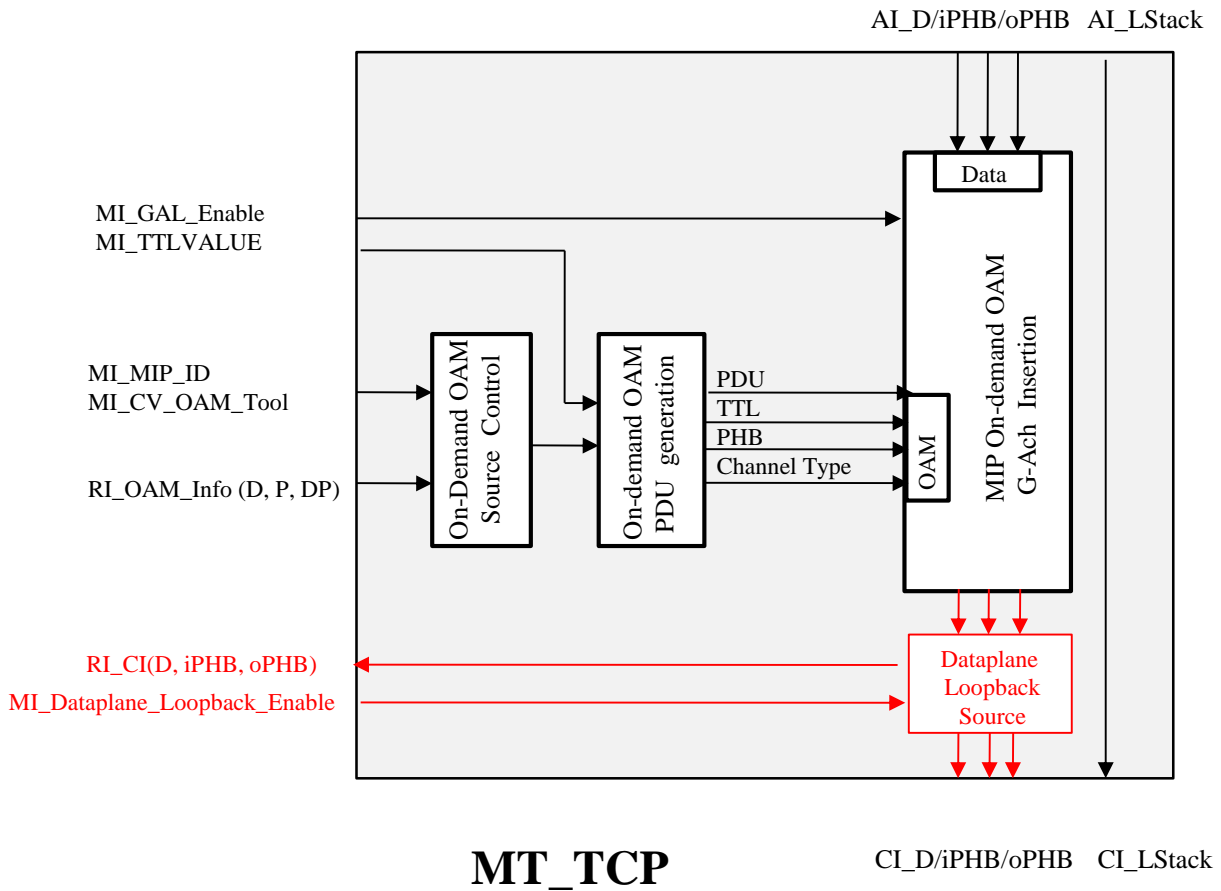 AI_D/iPHB/oPHB AI_LStack
Data
MI_GAL_Enable
MI_TTLVALUE
MIP On-demand OAM
G-Ach Insertion
MI_MIP_ID
MI_CV_OAM_Tool
RI_OAM_Info (D, P, DP)
On-Demand OAM
Source Control
On-demand OAM
PDU generation
PDU
TTL
PHB
Channel Type
OAM
RI_CI(D, iPHB, oPHB)
MI_Dataplane_Loopback_Enable
Dataplane
Loopback
Source
MT_TCP
CI_D/iPHB/oPHB CI_LStack